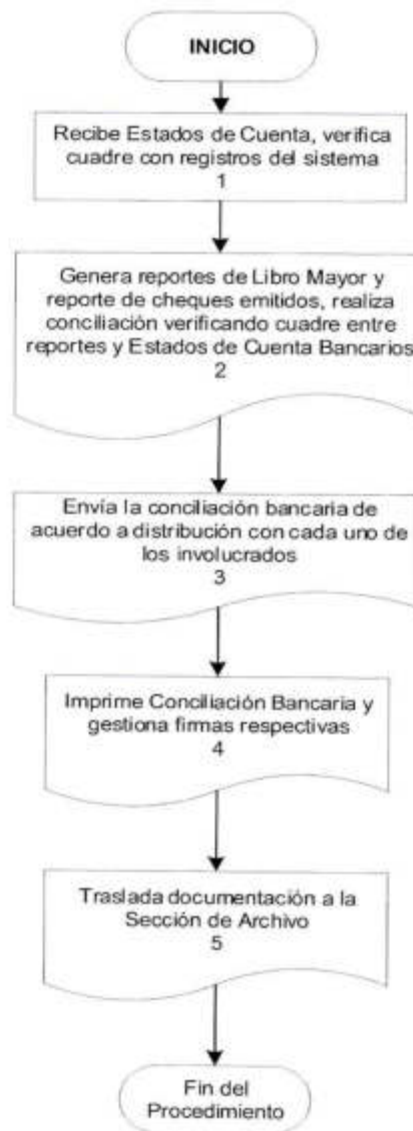 INICIO
Recibe Estados de Cuenta, verifica
cuadre con registros del sistema
1
Genera reportes de Libro Mayor y
reporte de cheques emitidos, realiza
conciliación verificando cuadre entre
reportes y Estados de Cuenta Bancarios
2
Envía la conciliación bancaria de
acuerdo a distribución con cada uno de
los involucrados
3
Imprime Conciliación Bancaria y
gestiona firmas respectivas
4
Traslada documentación a la
Sección de Archivo
5
Fin del
Procedimiento